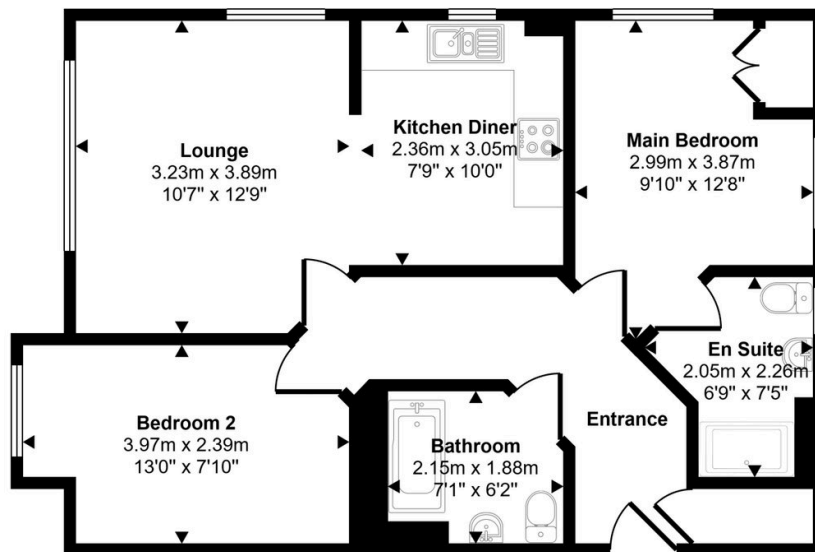 Lounge
3.23m x 3.89m
10'7" x 12'9"
Kitchen Diner
2.36m x 3.05m
7'9" x 10'0"
Main Bedroom
2.99m x 3.87m
9'10" x 12'8"
En Suite
2.05m x 2.26m
6'9" x 7'5"
Bedroom 2
3.97m x 2.39m
13'0" x 7'10"
Bathroom
2.15m x 1.88m
7'1" x 6'2"
Entrance